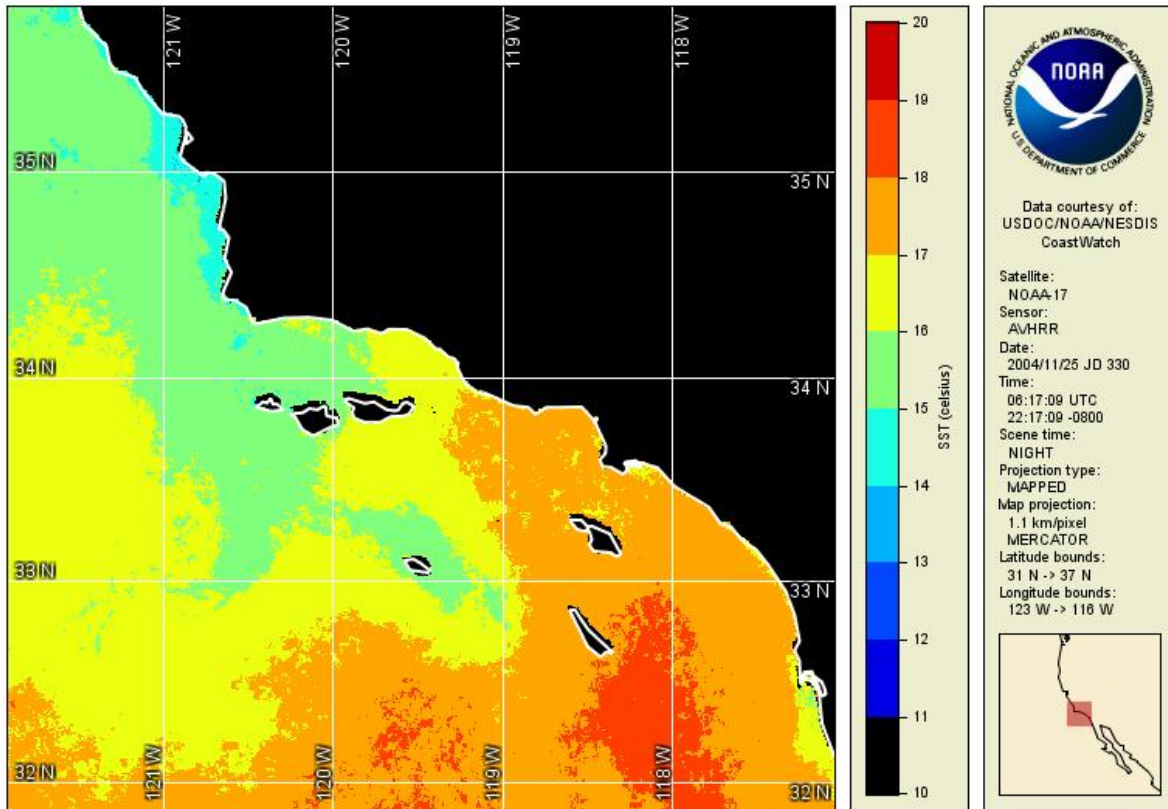 121 W
120 W
119 W
118 W
35 N
35 N
34 N
34 N
33 N
33 N
32 N
32 N
121 W
120 W
119 W
118 W
20
19
18
17
16
15
14
13
12
11
10
SST (celsius)
NATIONAL OCEANIC AND ATMOSPHERIC ADMINISTRATION
NOAA
U.S. DEPARTMENT OF COMMERCE
Data courtesy of:
USDOC/NOAA/NESDIS
CoastWatch
Satellite:
NOAA-17
Sensor:
AVHRR
Date:
2004/11/25 JD 330
Time:
06:17:09 UTC
22:17:09 -0800
Scene time:
NIGHT
Projection type:
MAPPED
Map projection:
1.1 km/pixel
MERCATOR
Latitude bounds:
31 N -> 37 N
Longitude bounds:
123 W -> 116 W